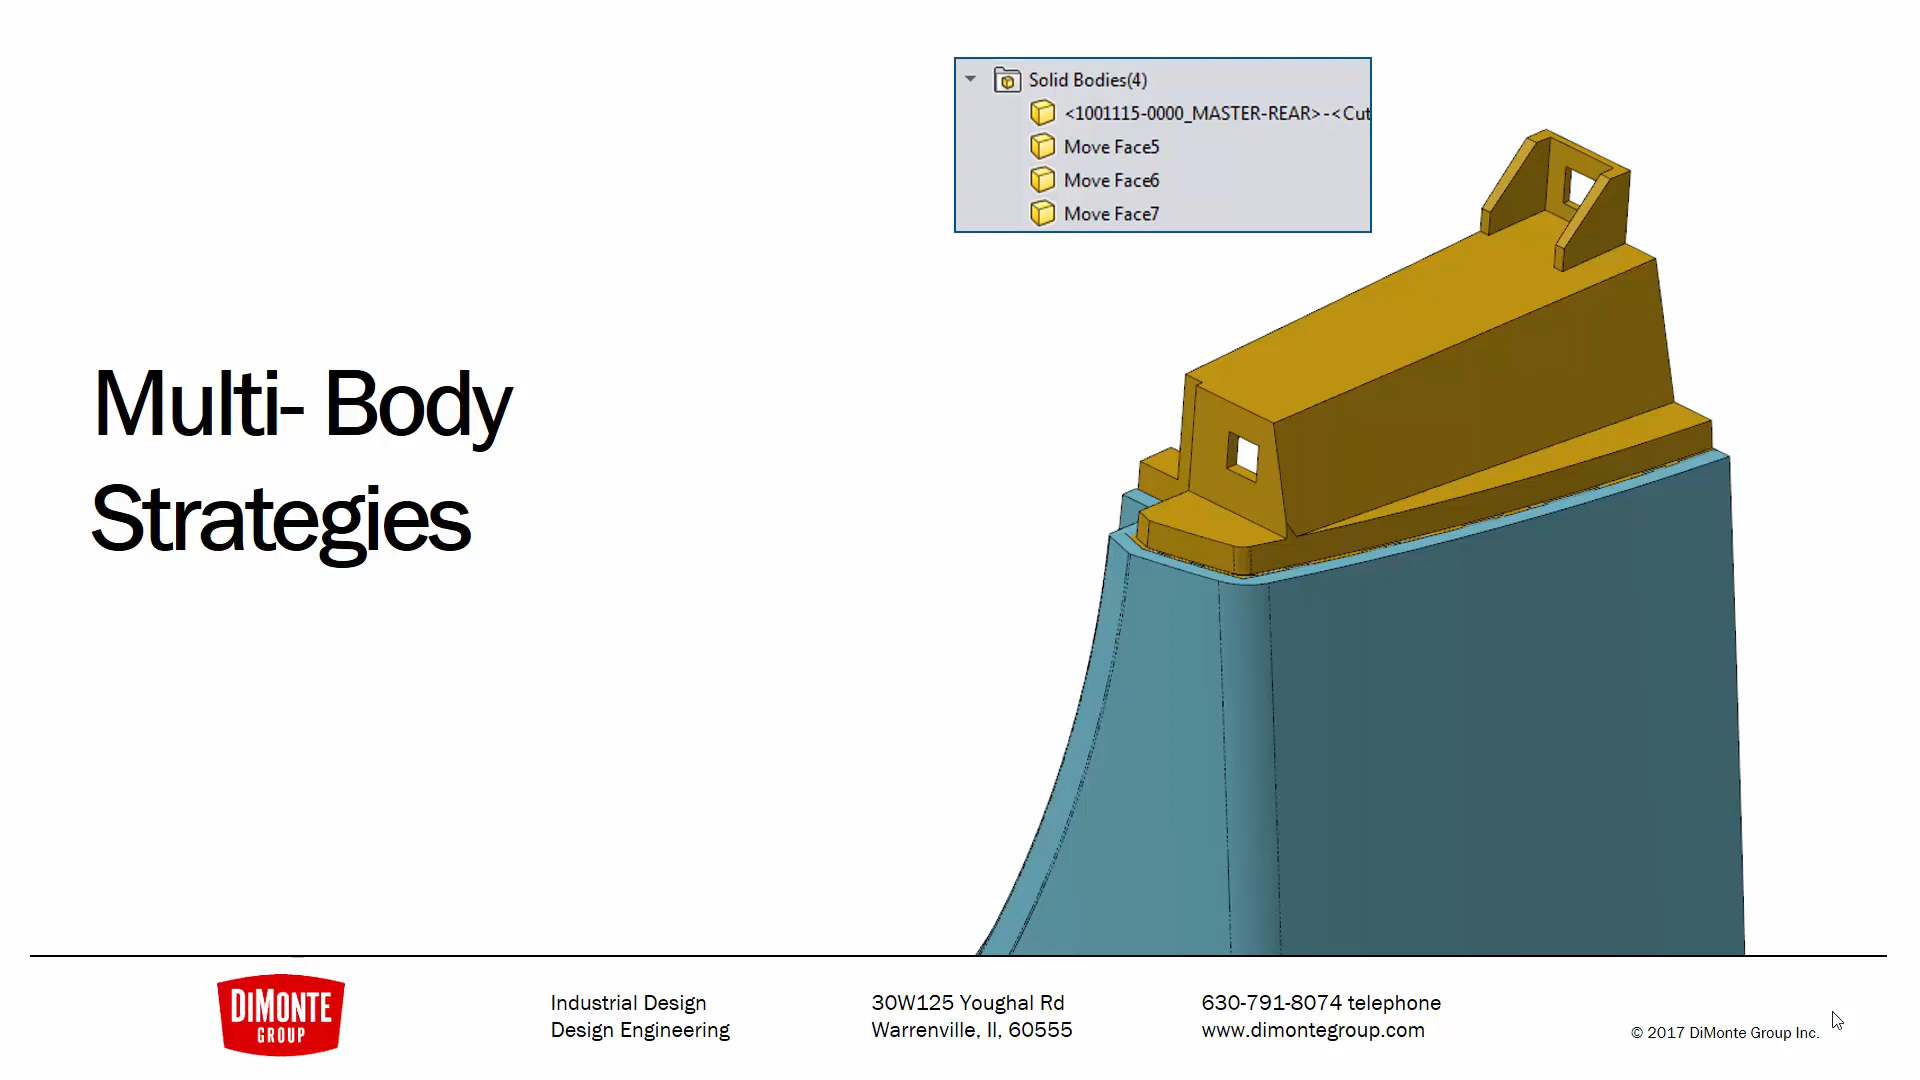 Solid Bodies(4)
<1001115-0000_MASTER-REAR>-<Cut
Move Face5
Move Face6
Move Face7
Multi- Body
Strategies
DIMONTE
GROUP
Industrial Design
Design Engineering
30W125 Youghal Rd
Warrenville, Il, 60555
630-791-8074 telephone
www.dimontegroup.com
© 2017 DiMonte Group Inc.